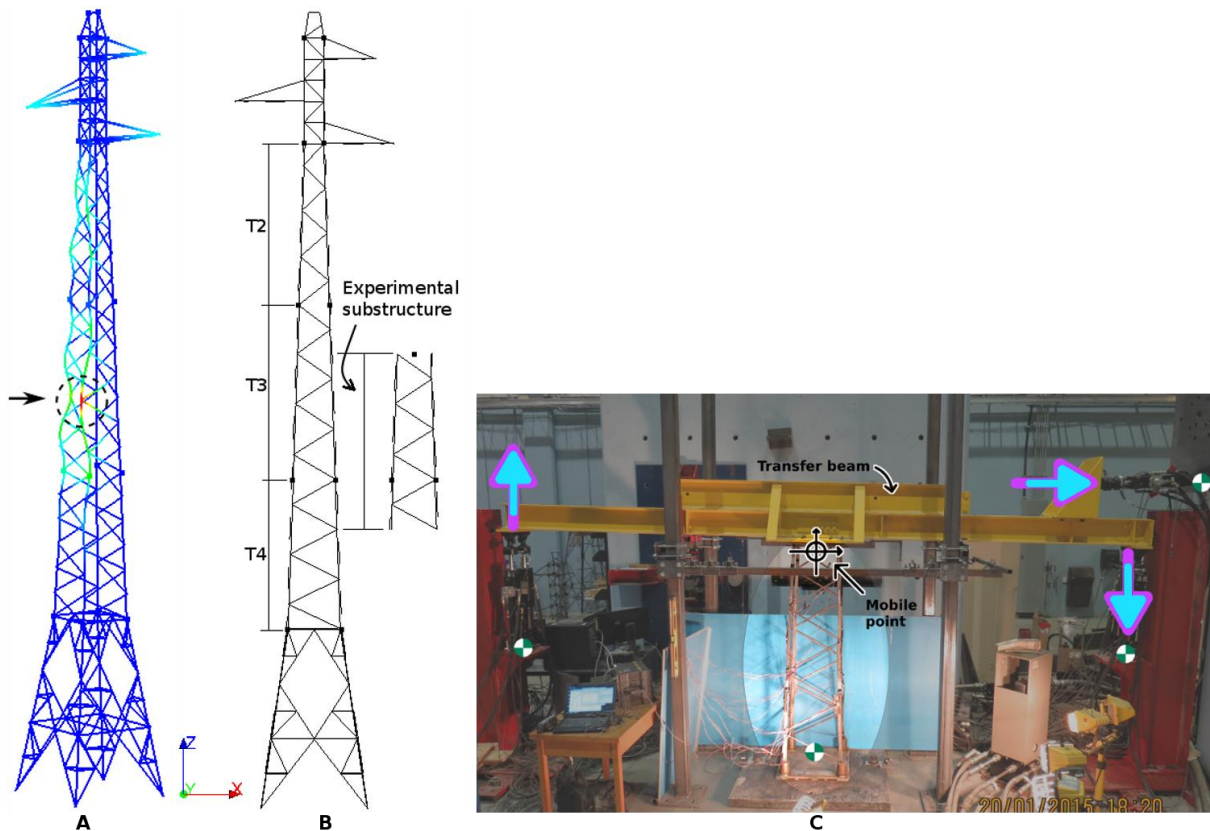 T2
Experimental
substructure
T3
T4
Z
Y
X
A
B
Transfer beam
Mobile
point
20/01/2015 18:20
C